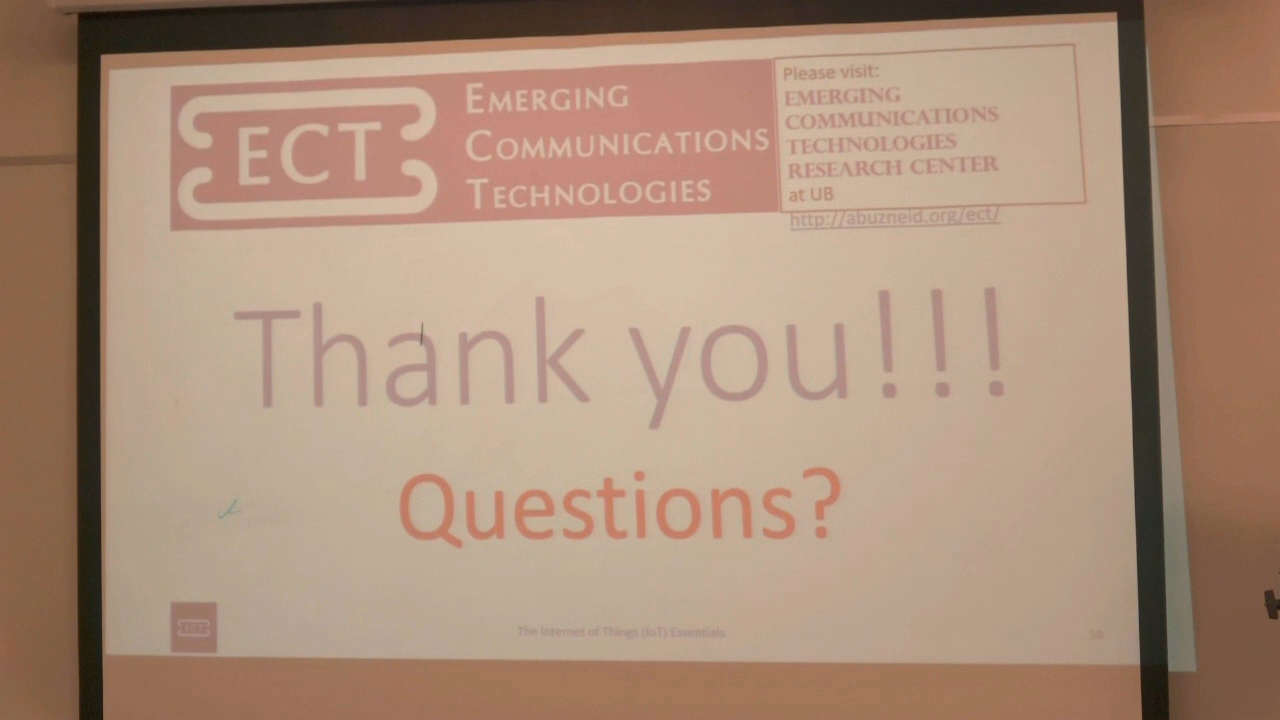 ECT
EMERGING
COMMUNICATIONS
TECHNOLOGIES
Please visit:
EMERGING
COMMUNICATIONS
TECHNOLOGIES
RESEARCH CENTER
at UB
http://abuzneid.org/ect/
Thank you!!!
Questions?
The Internet of Things (IoT) Essentials
38